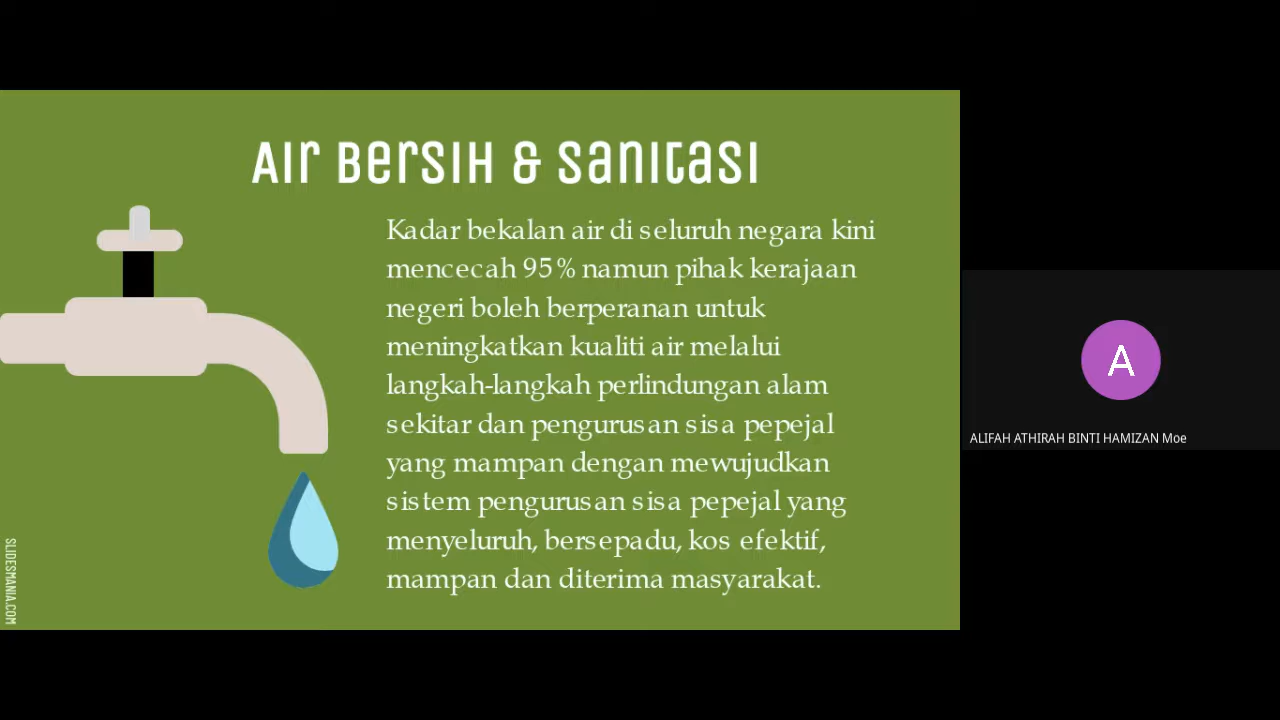 Air Bersih & Sanitasi
Kadar bekalan air di seluruh negara kini
mencecah 95% namun pihak kerajaan
negeri boleh berperanan untuk
meningkatkan kualiti air melalui
langkah-langkah perlindungan alam
sekitar dan pengurusan sisa pepejal
yang mampan dengan mewujudkan
sistem pengurusan sisa pepejal yang
menyeluruh, bersepadu, kos efektif,
mampan dan diterima masyarakat.
SLIDESMANIA.COM
A
ALIFAH ATHIRAH BINTI HAMIZAN Moe